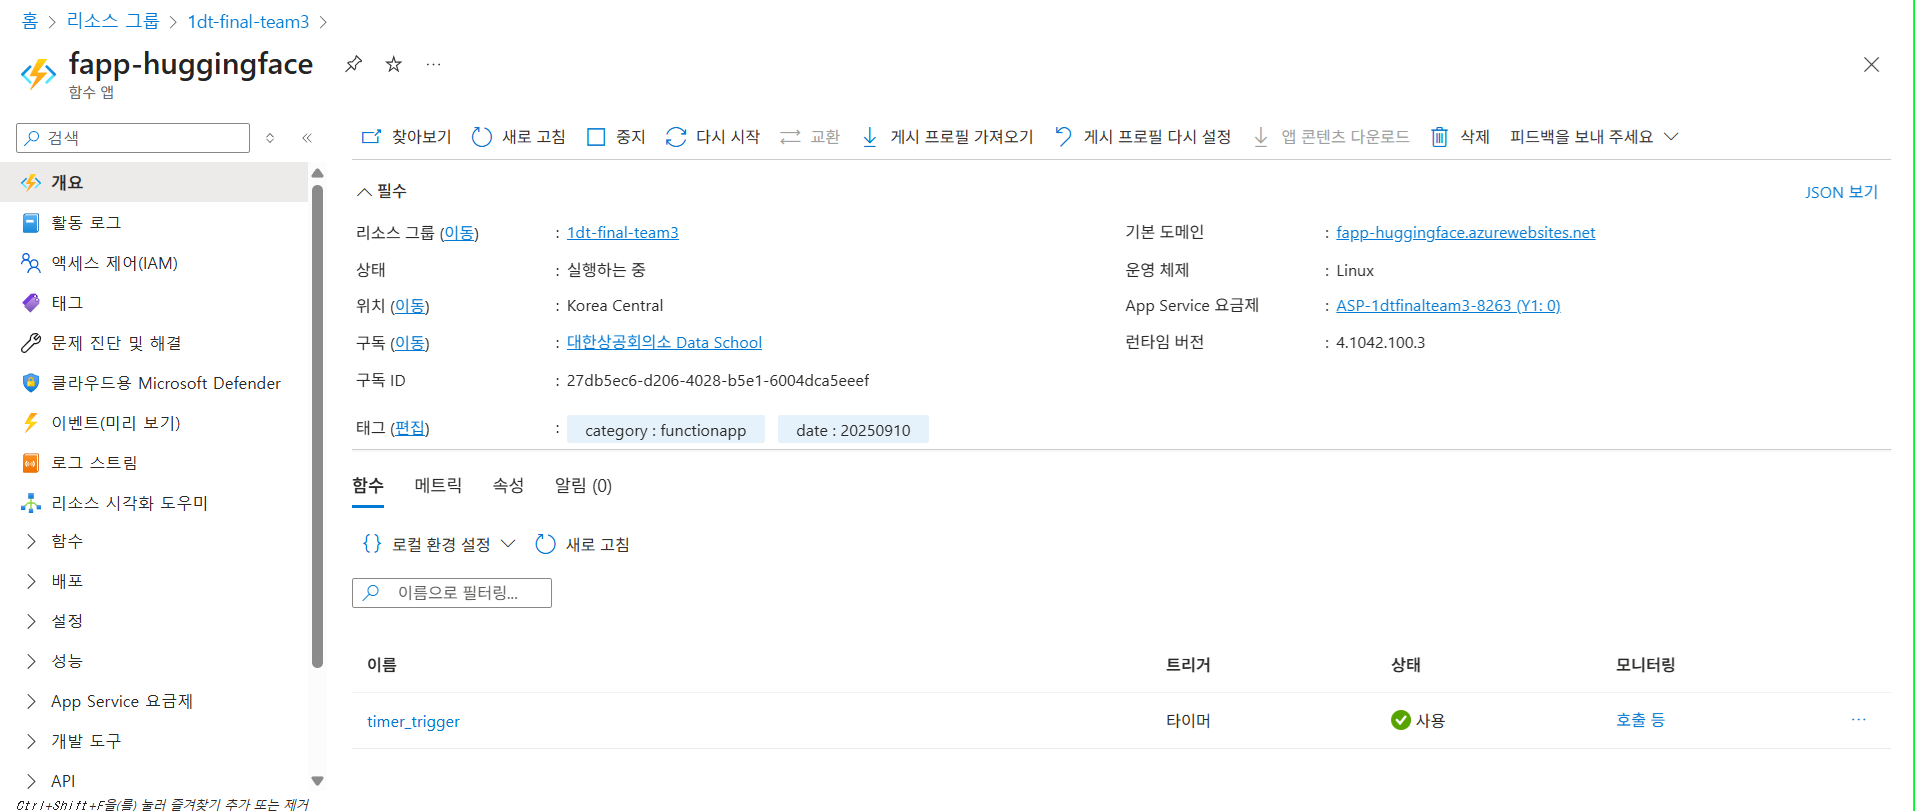 홈 > 리소스 그룹 > 1dt-final-team3 >
fapp-huggingface
함수 앱
검색
찾아보기 새로 고침 중지 다시 시작 교환 게시 프로필 가져오기 게시 프로필 다시 설정 앱 콘텐츠 다운로드 삭제 피드백을 보내 주세요
개요
활동 로그
액세스 제어(IAM)
태그
문제 진단 및 해결
클라우드용 Microsoft Defender
이벤트(미리 보기)
로그 스트림
리소스 시각화 도우미
함수
배포
설정
성능
App Service 요금제
개발 도구
API
Ctrl+Shift+F을(를) 눌러 즐겨찾기 추가 또는 제거
필수
JSON 보기
리소스 그룹 (이동) : 1dt-final-team3
상태 : 실행하는 중
위치 (이동) : Korea Central
구독 (이동) : 대한상공회의소 Data School
구독 ID : 27db5ec6-d206-4028-b5e1-6004dca5eeef
태그 (편집) : category : functionapp date : 20250910
기본 도메인 : fapp-huggingface.azurewebsites.net
운영 체제 : Linux
App Service 요금제 : ASP-1dtfinalteam3-8263 (Y1: 0)
런타임 버전 : 4.1042.100.3
함수 메트릭 속성 알림 (0)
{} 로컬 환경 설정 새로 고침
이름으로 필터링...
이름 트리거 상태 모니터링
timer_trigger 타이머 사용 호출 등 ...